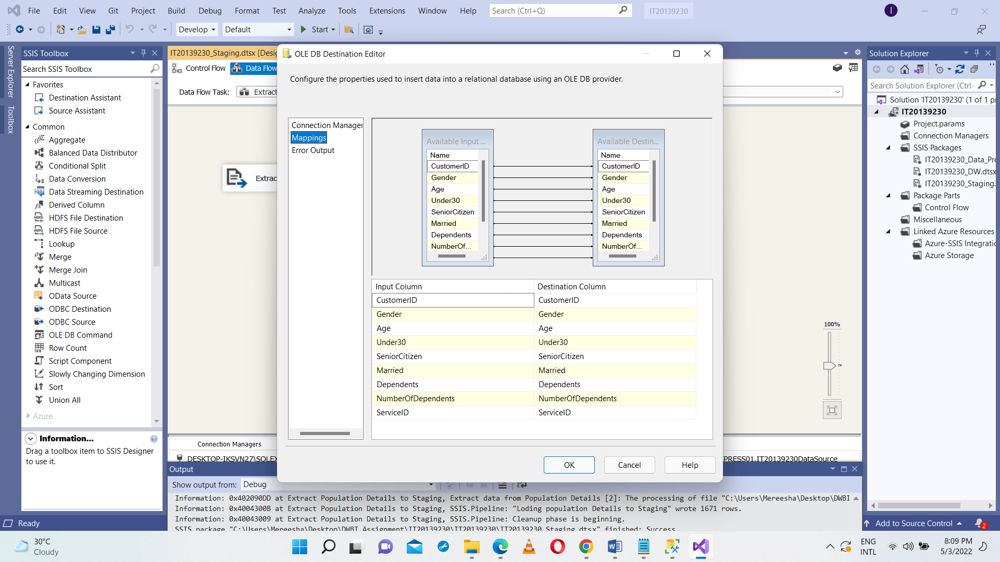 File Edit View Git Project Build Debug Format Test Analyze Tools Extensions Window Help Search (Ctrl+Q) IT20139230
Develop Default Start
Server Explorer
Toolbox
SSIS Toolbox
Search SSIS Toolbox
Favorites
Destination Assistant
Source Assistant
Common
Aggregate
Balanced Data Distributor
Conditional Split
Data Conversion
Data Streaming Destination
Derived Column
HDFS File Destination
HDFS File Source
Lookup
Merge
Merge Join
Multicast
OData Source
ODBC Destination
ODBC Source
OLE DB Command
Row Count
Script Component
Slowly Changing Dimension
Sort
Union All
Azure
Information...
Drag a toolbox item to SSIS Designer
to use it.
IT20139230_Staging.dtsx [Desig
Control Flow Data Flow
Data Flow Task: Extract
Extrac
OLE DB Destination Editor
Configure the properties used to insert data into a relational database using an OLE DB provider.
Connection Manager
Mappings
Error Output
Available Input ...
Name
CustomerID
Gender
Age
Under30
SeniorCitizen
Married
Dependents
NumberOf...
Available Destin...
Name
CustomerID
Gender
Age
Under30
SeniorCitizen
Married
Dependents
NumberOf...
Input Column Destination Column
CustomerID CustomerID
Gender Gender
Age Age
Under30 Under30
SeniorCitizen SeniorCitizen
Married Married
Dependents Dependents
NumberOfDependents NumberOfDependents
ServiceID ServiceID
OK Cancel Help
100%
Connection Managers
DESKTOP-IKSVN27\SQLEX
PRESS01.IT20139230DataSource
Output
Show output from: Debug
Information: 0x402090DD at Extract Population Details to Staging, Extract data from Population Details [2]: The processing of file "C:\Users\Mereesha\Desktop\DWBI
Information: 0x4004300B at Extract Population Details to Staging, SSIS.Pipeline: "Loding population Details to Staging" wrote 1671 rows.
Information: 0x40043009 at Extract Population Details to Staging, SSIS.Pipeline: Cleanup phase is beginning.
SSIS package "C:\Users\Mereesha\Desktop\DWBI Assignment\IT20139230\IT20139230\IT20139230_Staging.dtsx" finished: Success.
Solution Explorer
Search Solution Explorer (Ctrl-
Solution 'IT20139230' (1 of 1 pr
IT20139230
Project.params
Connection Managers
SSIS Packages
IT20139230_Data_Pro
IT20139230_DW.dtsx
IT20139230_Staging.
Package Parts
Control Flow
Miscellaneous
Linked Azure Resources
Azure-SSIS Integratic
Azure Storage
Ready
Add to Source Control 2
30°C
Cloudy
ENG
INTL
8:09 PM
5/3/2022